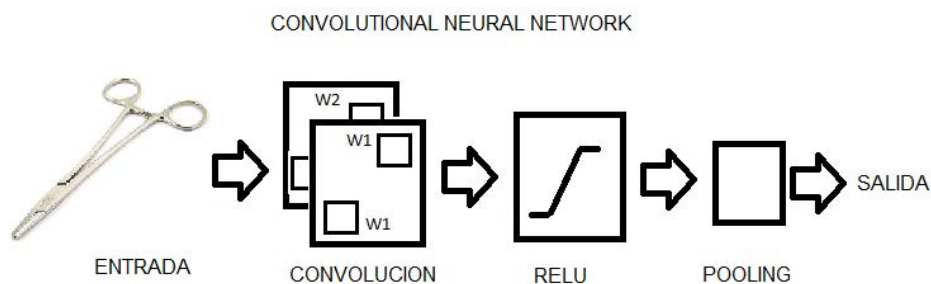 CONVOLUTIONAL NEURAL NETWORK
W2
W1
W1
SALIDA
ENTRADA
CONVOLUCION
RELU
POOLING